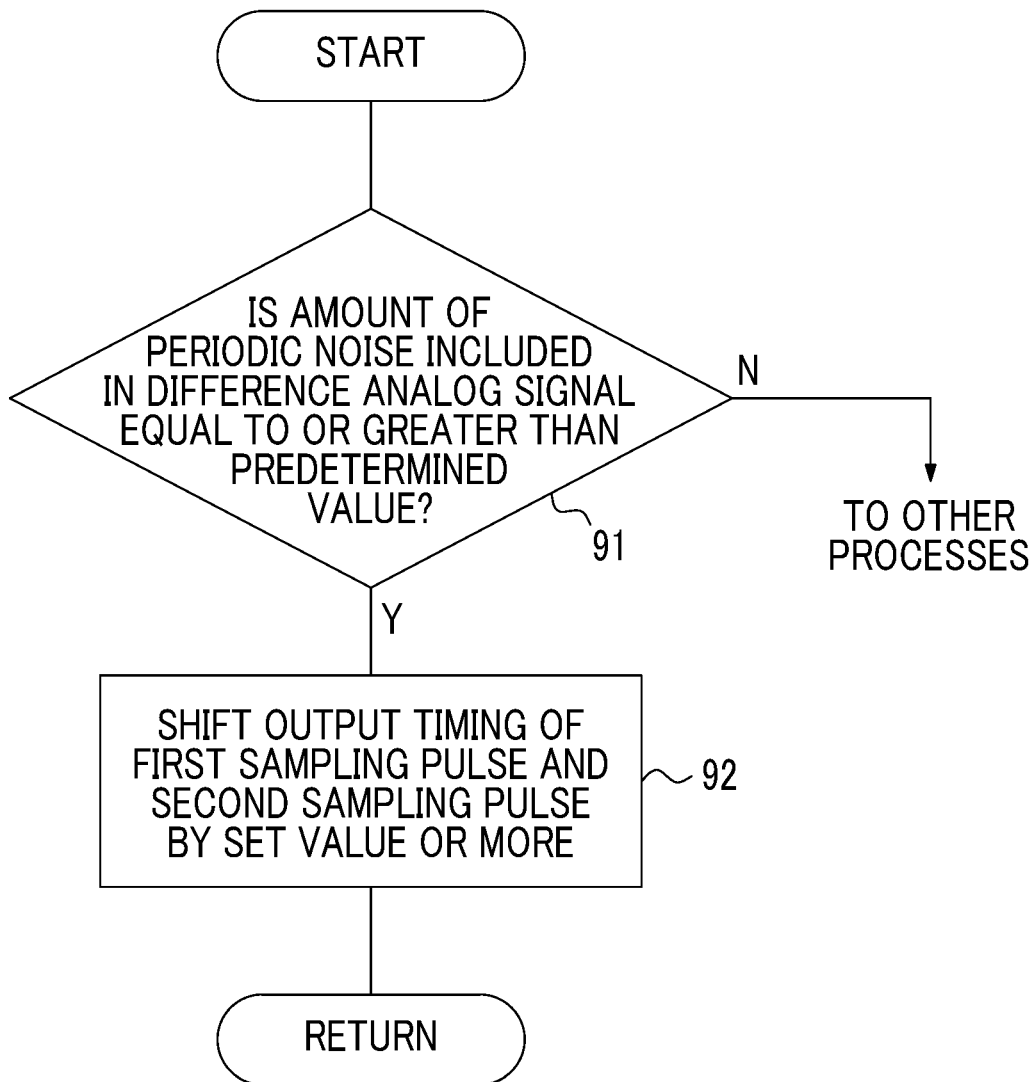 START
IS AMOUNT OF
PERIODIC NOISE INCLUDED
IN DIFFERENCE ANALOG SIGNAL
EQUAL TO OR GREATER THAN
PREDETERMINED
VALUE?
N
91
TO OTHER
PROCESSES
Y
SHIFT OUTPUT TIMING OF
FIRST SAMPLING PULSE AND
SECOND SAMPLING PULSE
BY SET VALUE OR MORE
92
RETURN